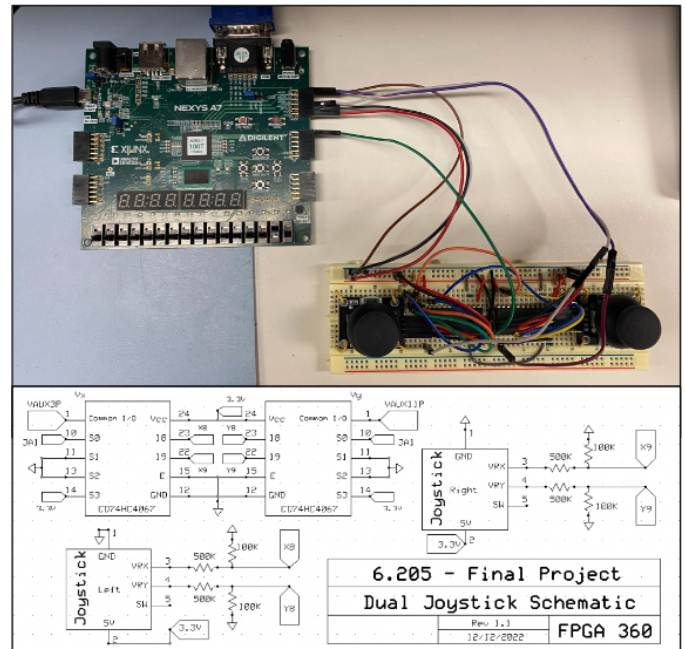 NEXYS A7
DIGILENT
XILINX
100T
Vx
3.3V
Vy
VAUX3P
1
Common I/O
Vcc
24
24
Vcc
Common I/O
1
VAUX11P
JA1
10
S0
I8
23
X8
Y8
23
I8
S0
10
JA1
11
S1
I9
22
22
I9
S1
11
13
S2
E
15
X9
Y9
15
E
S2
13
3.3V
14
S3
GND
12
12
GND
S3
14
3.3V
CD74HC4067
CD74HC4067
1
GND
Joystick
Right
VRX
3
500K
100K
X9
VRY
4
500K
100K
Y9
SW
5
5V
2
3.3V
1
GND
Joystick
Left
VRX
3
500K
100K
X8
VRY
4
500K
100K
Y8
SW
5
5V
2
3.3V
6.205 - Final Project
Dual Joystick Schematic
Rev 1.1
12/12/2022
FPGA 360